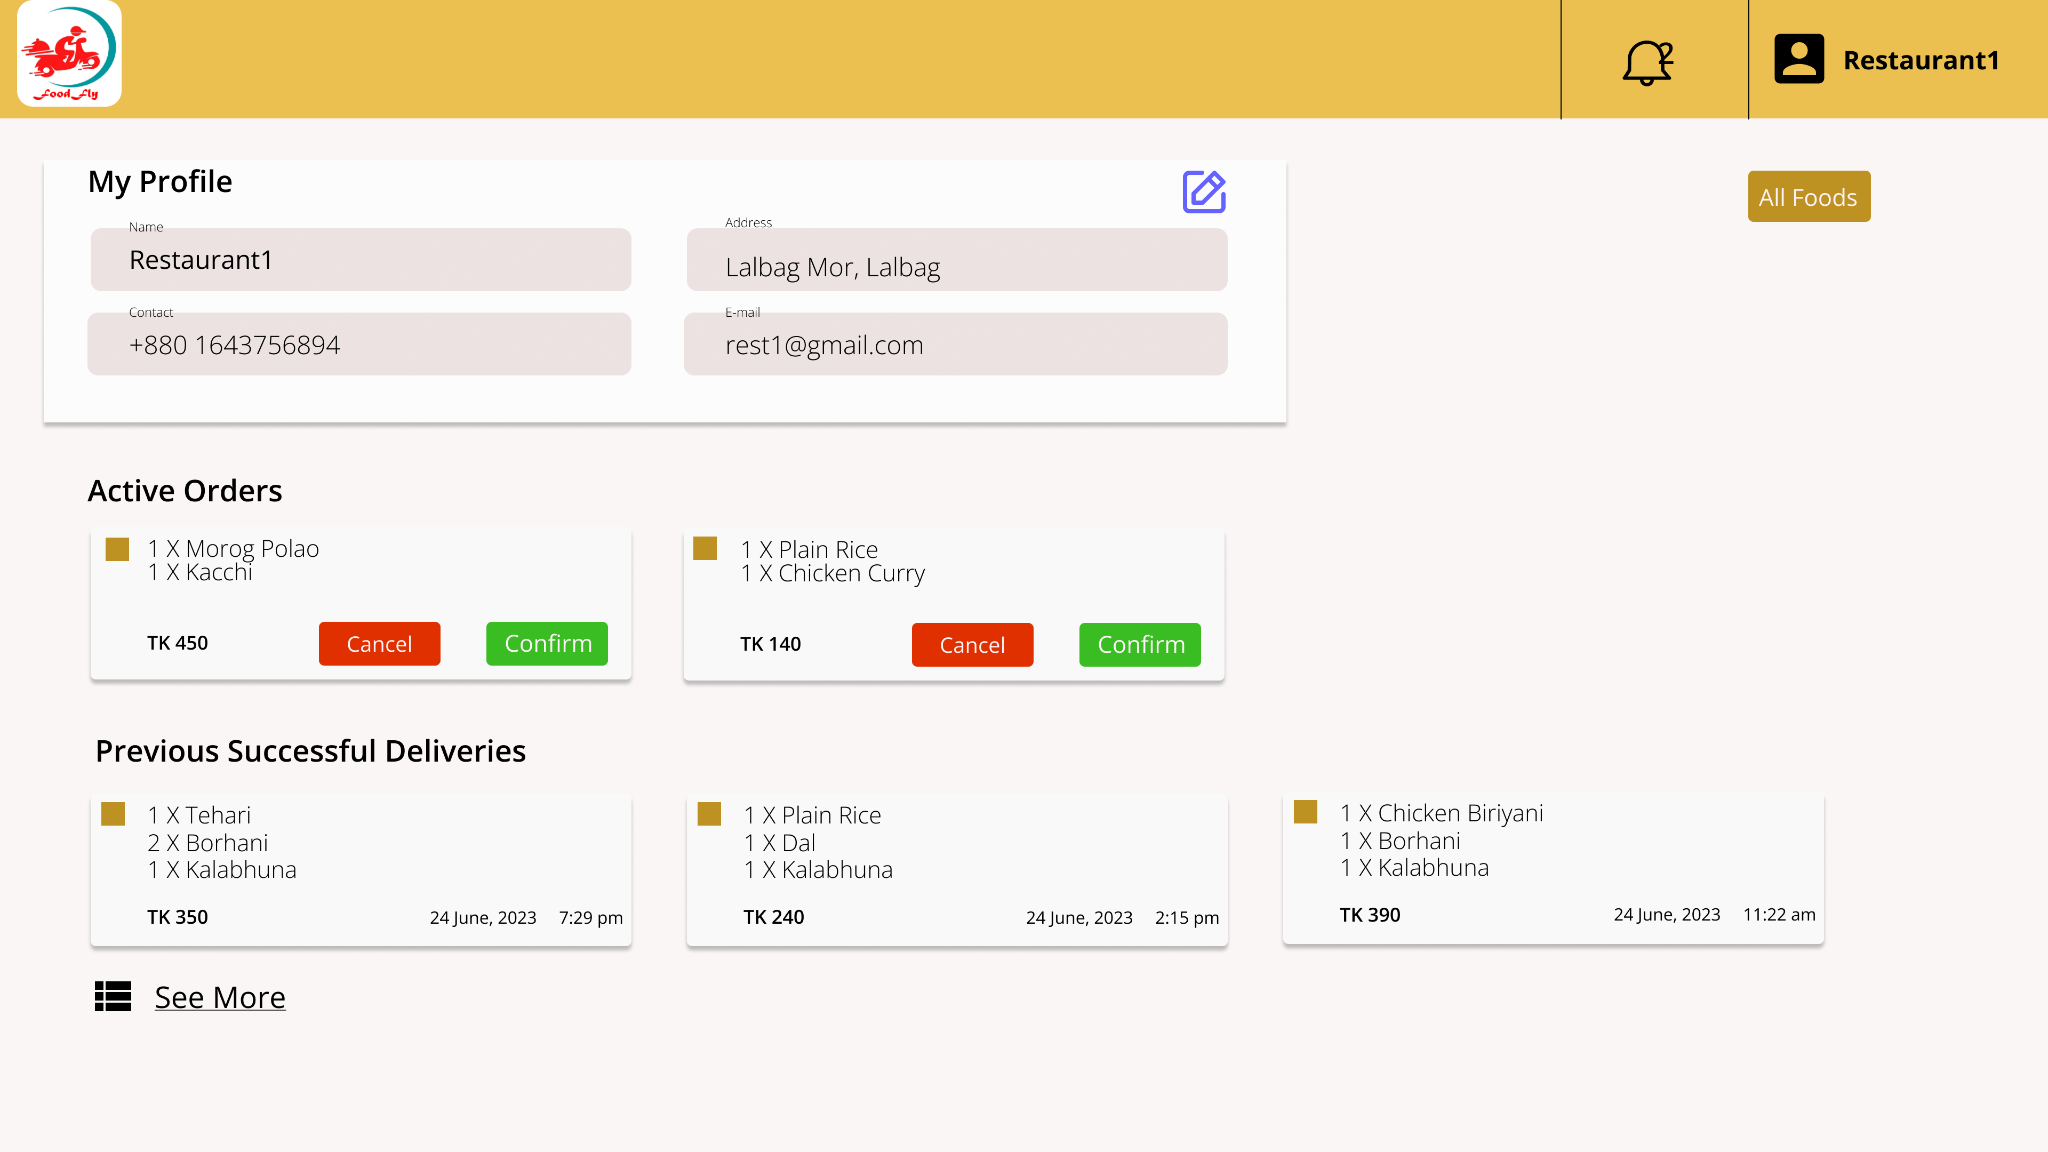 Food Fly
2
Restaurant1
My Profile
All Foods
Name
Restaurant1
Address
Lalbag Mor, Lalbag
Contact
+880 1643756894
E-mail
rest1@gmail.com
Active Orders
1 X Morog Polao
1 X Kacchi
TK 450
Cancel
Confirm
1 X Plain Rice
1 X Chicken Curry
TK 140
Cancel
Confirm
Previous Successful Deliveries
1 X Tehari
2 X Borhani
1 X Kalabhuna
TK 350
24 June, 2023 7:29 pm
1 X Plain Rice
1 X Dal
1 X Kalabhuna
TK 240
24 June, 2023 2:15 pm
1 X Chicken Biriyani
1 X Borhani
1 X Kalabhuna
TK 390
24 June, 2023 11:22 am
See More